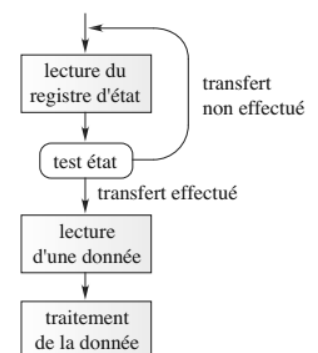 lecture du
registre d'état
transfert
non effectué
test état
transfert effectué
lecture
d'une donnée
traitement
de la donnée